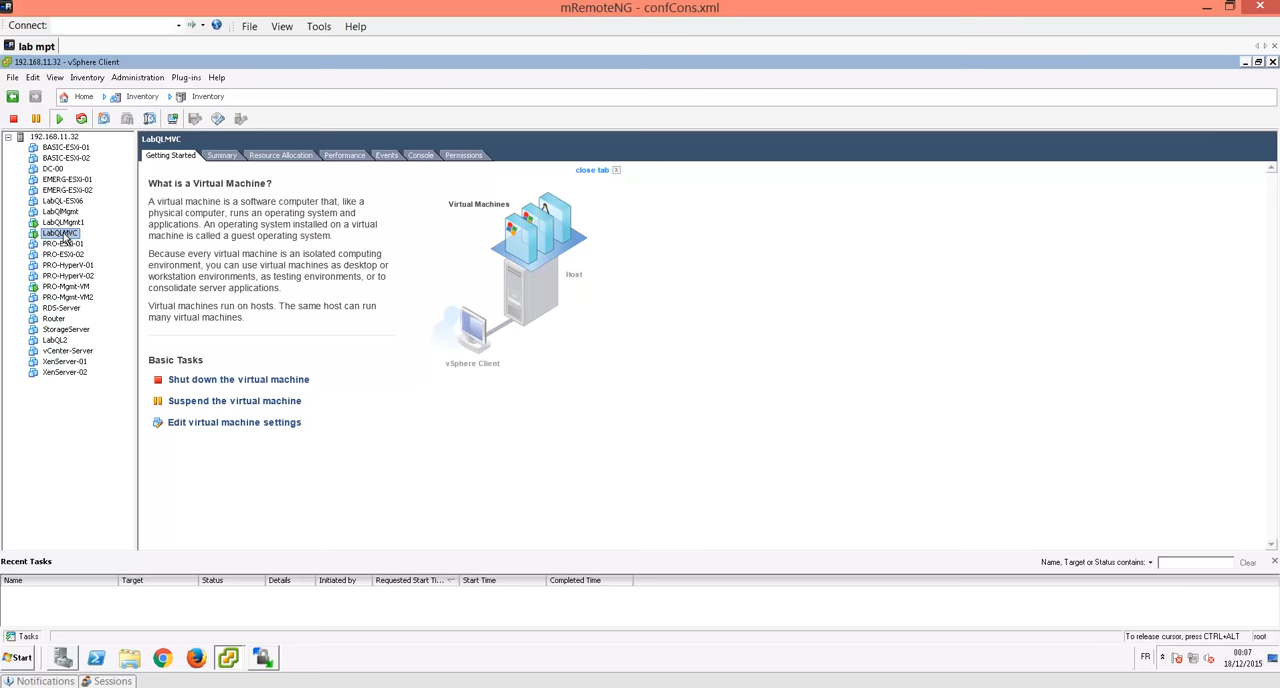 mRemoteNG - confCons.xml
Connect:
File View Tools Help
lab mpt
192.168.11.32 - vSphere Client
File Edit View Inventory Administration Plug-ins Help
Home Inventory Inventory
192.168.11.32
BASIC-ESXi-01
BASIC-ESXi-02
DC-00
EMERG-ESXi-01
EMERG-ESXi-02
LabQL-ESXi6
LabQlMgmt
LabQLMgmt1
LabQLMVC
PRO-ESXi-01
PRO-ESXi-02
PRO-HyperV-01
PRO-HyperV-02
PRO-Mgmt-VM
PRO-Mgmt-VM2
RDS-Server
Router
StorageServer
LabQL2
vCenter-Server
XenServer-01
XenServer-02
LabQLMVC
Getting Started Summary Resource Allocation Performance Events Console Permissions
close tab
What is a Virtual Machine?
A virtual machine is a software computer that, like a
physical computer, runs an operating system and
applications. An operating system installed on a virtual
machine is called a guest operating system.
Because every virtual machine is an isolated computing
environment, you can use virtual machines as desktop or
workstation environments, as testing environments, or to
consolidate server applications.
Virtual machines run on hosts. The same host can run
many virtual machines.
Virtual Machines
Host
vSphere Client
Basic Tasks
Shut down the virtual machine
Suspend the virtual machine
Edit virtual machine settings
Recent Tasks
Name, Target or Status contains: Clear
Name Target Status Details Initiated by Requested Start Ti... Start Time Completed Time
Tasks
To release cursor, press CTRL+ALT root
Start
FR
00:07
18/12/2015
Notifications Sessions